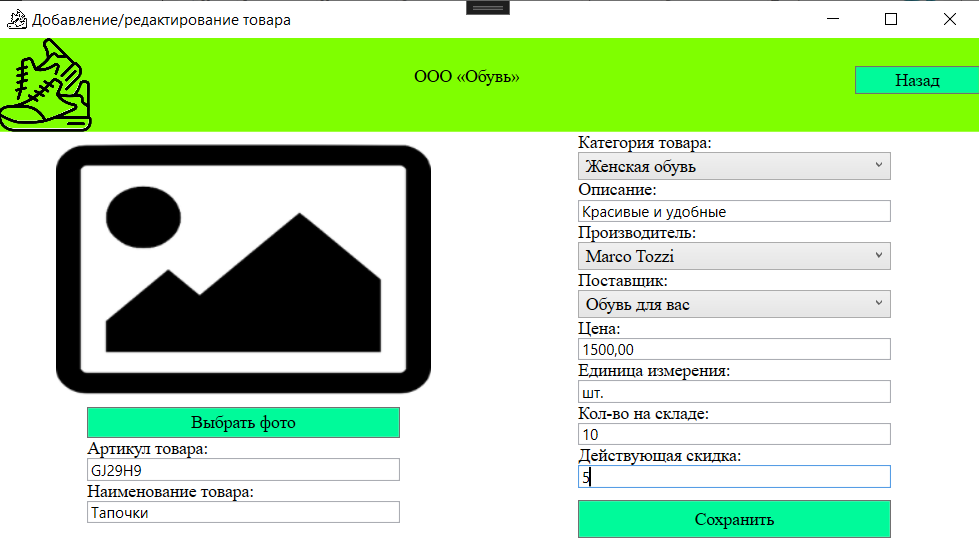 Добавление/редактирование товара
ООО «Обувь»
Назад
Выбрать фото
Артикул товара:
GJ29H9
Наименование товара:
Тапочки
Категория товара:
Женская обувь
Описание:
Красивые и удобные
Производитель:
Marco Tozzi
Поставщик:
Обувь для вас
Цена:
1500,00
Единица измерения:
шт.
Кол-во на складе:
10
Действующая скидка:
5
Сохранить